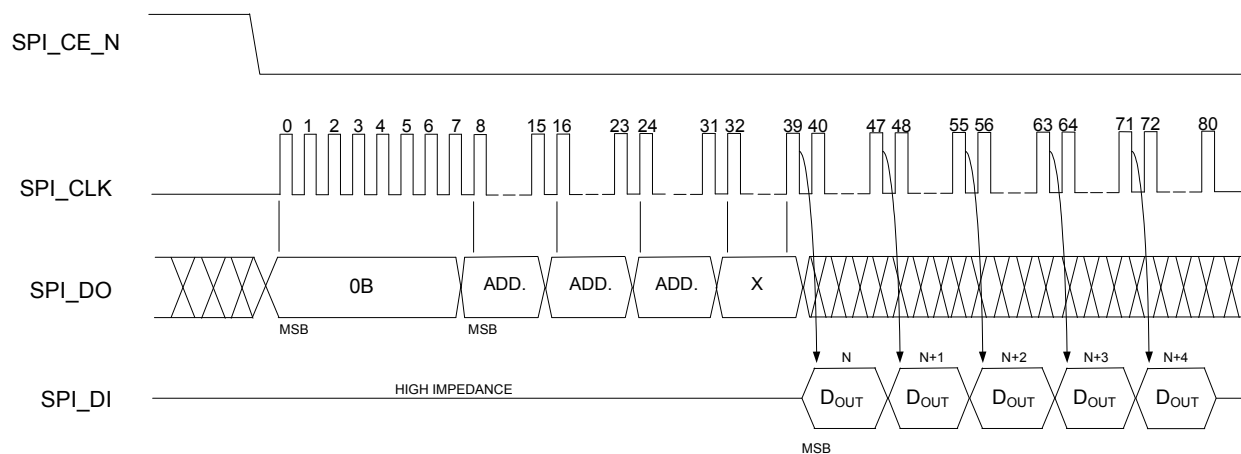 SPI_CE_N
0 1 2 3 4 5 6 7 8 15 16 23 24 31 32 39 40 47 48 55 56 63 64 71 72 80
SPI_CLK
SPI_DO
0B ADD. ADD. ADD. X
MSB MSB
N N+1 N+2 N+3 N+4
HIGH IMPEDANCE
SPI_DI
DOUT DOUT DOUT DOUT DOUT
MSB